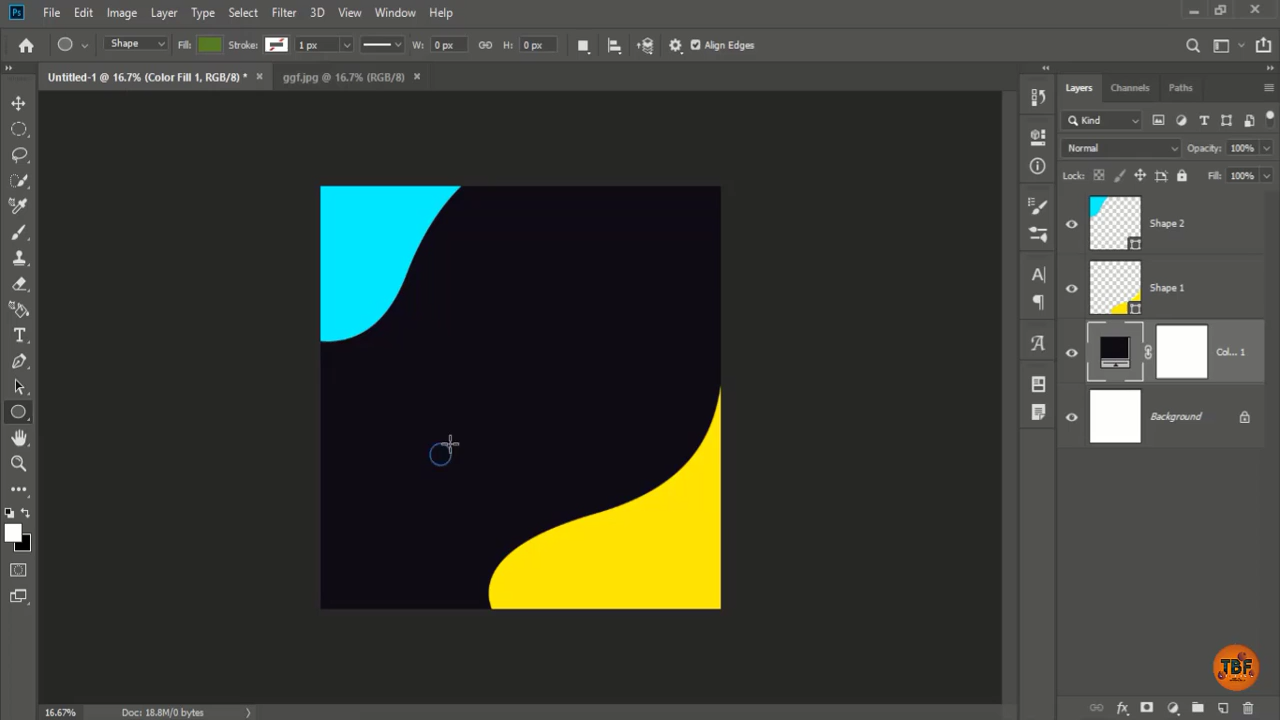 Ps File Edit Image Layer Type Select Filter 3D View Window Help
Shape Fill: Stroke: 1 px W: 0 px H: 0 px Align Edges
Untitled-1 @ 16.7% (Color Fill 1, RGB/8) * × ggf.jpg @ 16.7% (RGB/8) ×
Layers Channels Paths
Kind
Normal Opacity: 100%
Lock: Fill: 100%
Shape 2
Shape 1
Col... 1
Background
TBF
16.67% Doc: 18.8M/0 bytes